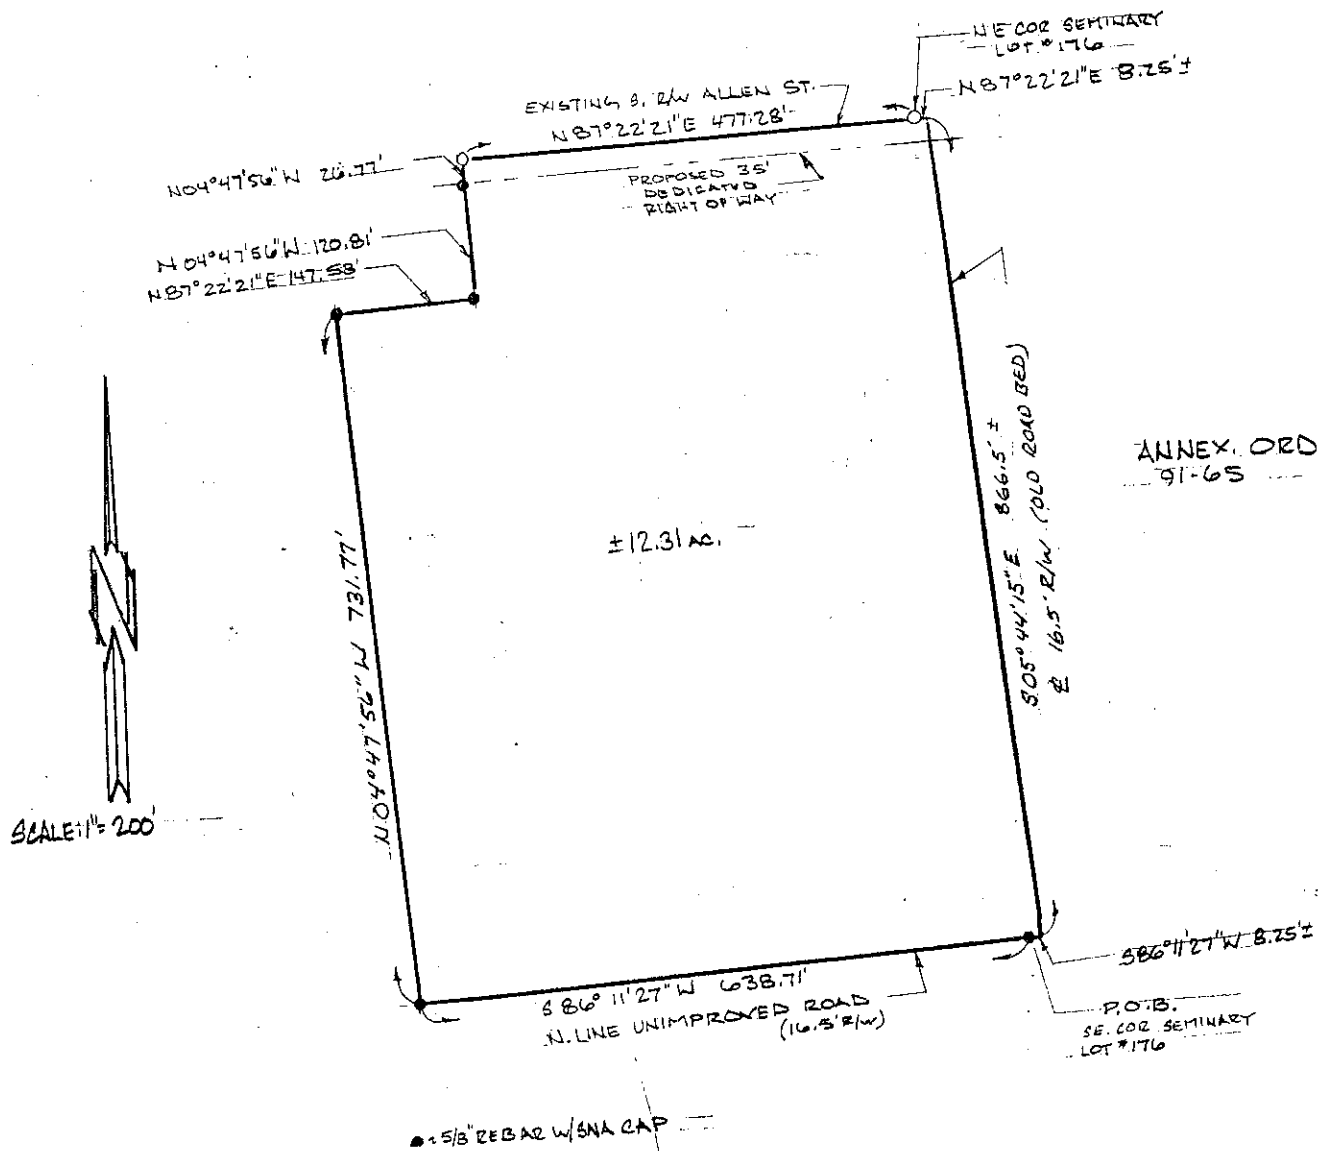 N.E COR SEMINARY
LOT #176
N87°22'21"E 8.25'±
EXISTING S. R/W ALLEN ST.
N87°22'21"E 477.28'
N04°47'56"W 26.77'
PROPOSED 35'
DEDICATED
RIGHT OF WAY
N04°47'56"W 120.81'
N87°22'21"E 147.58'
ANNEX. ORD
91-65
±12.31 AC.
S05°44'15"E 866.5'±
℄ 16.5' R/W (OLD ROAD BED)
N04°47'56"W 731.77'
N
SCALE: 1"=200'
S86°11'27"W 8.25'±
S86°11'27"W 638.71'
N. LINE UNIMPROVED ROAD
(16.5'R/W)
P.O.B.
SE. COR. SEMINARY
LOT #176
5/8" REBAR W/SNA CAP